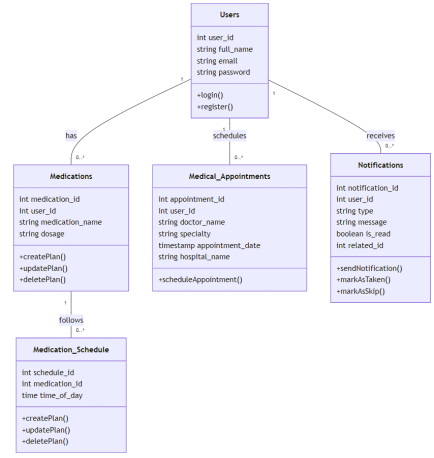 Users
int user_id
string full_name
string email
string password
+login()
+register()
1
1
1
has
schedules
receives
0..*
0..*
0..*
Medications
int medication_id
int user_id
string medication_name
string dosage
+createPlan()
+updatePlan()
+deletePlan()
Medical_Appointments
int appointment_id
int user_id
string doctor_name
string specialty
timestamp appointment_date
string hospital_name
+scheduleAppointment()
Notifications
int notification_id
int user_id
string type
string message
boolean is_read
int related_id
+sendNotification()
+markAsTaken()
+markAsSkip()
1
follows
0..*
Medication_Schedule
int schedule_id
int medication_id
time time_of_day
+createPlan()
+updatePlan()
+deletePlan()